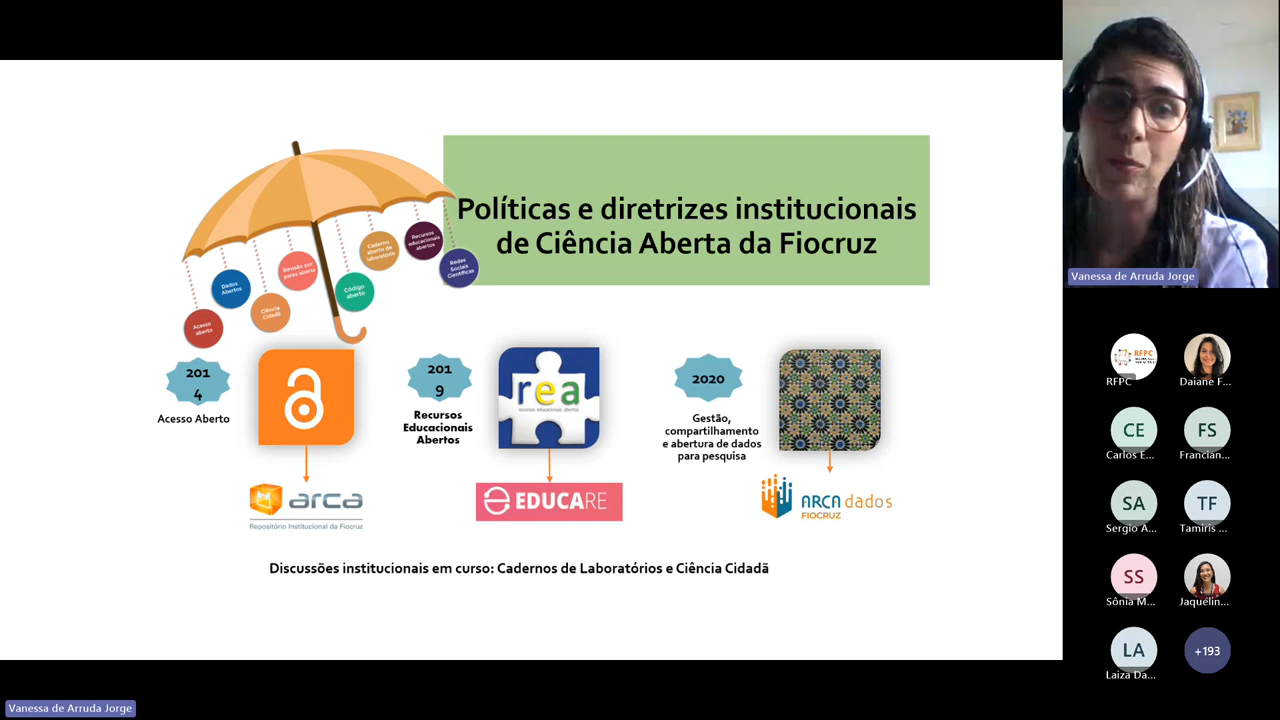 Políticas e diretrizes institucionais
de Ciência Aberta da Fiocruz
Acesso
aberto
Dados
Abertos
Ciência
Cidadã
Revisão por
pares aberta
Código
aberto
Caderno
aberto de
laboratório
Recursos
educacionais
abertos
Redes
Sociais
Científicas
201
4
Acesso Aberto
arca
Repositório Institucional da Fiocruz
201
9
Recursos
Educacionais
Abertos
rea
recursos educacionais abertos
EDUCARE
2020
Gestão,
compartilhamento
e abertura de dados
para pesquisa
ARCA dados
FIOCRUZ
Discussões institucionais em curso: Cadernos de Laboratórios e Ciência Cidadã
Vanessa de Arruda Jorge
RFPC
RFPC
Daiane F...
CE
Carlos E...
FS
Francian...
SA
Sergio A...
TF
Tamiris ...
SS
Sônia M...
Jaquelin...
LA
Laiza Da...
+193
Vanessa de Arruda Jorge